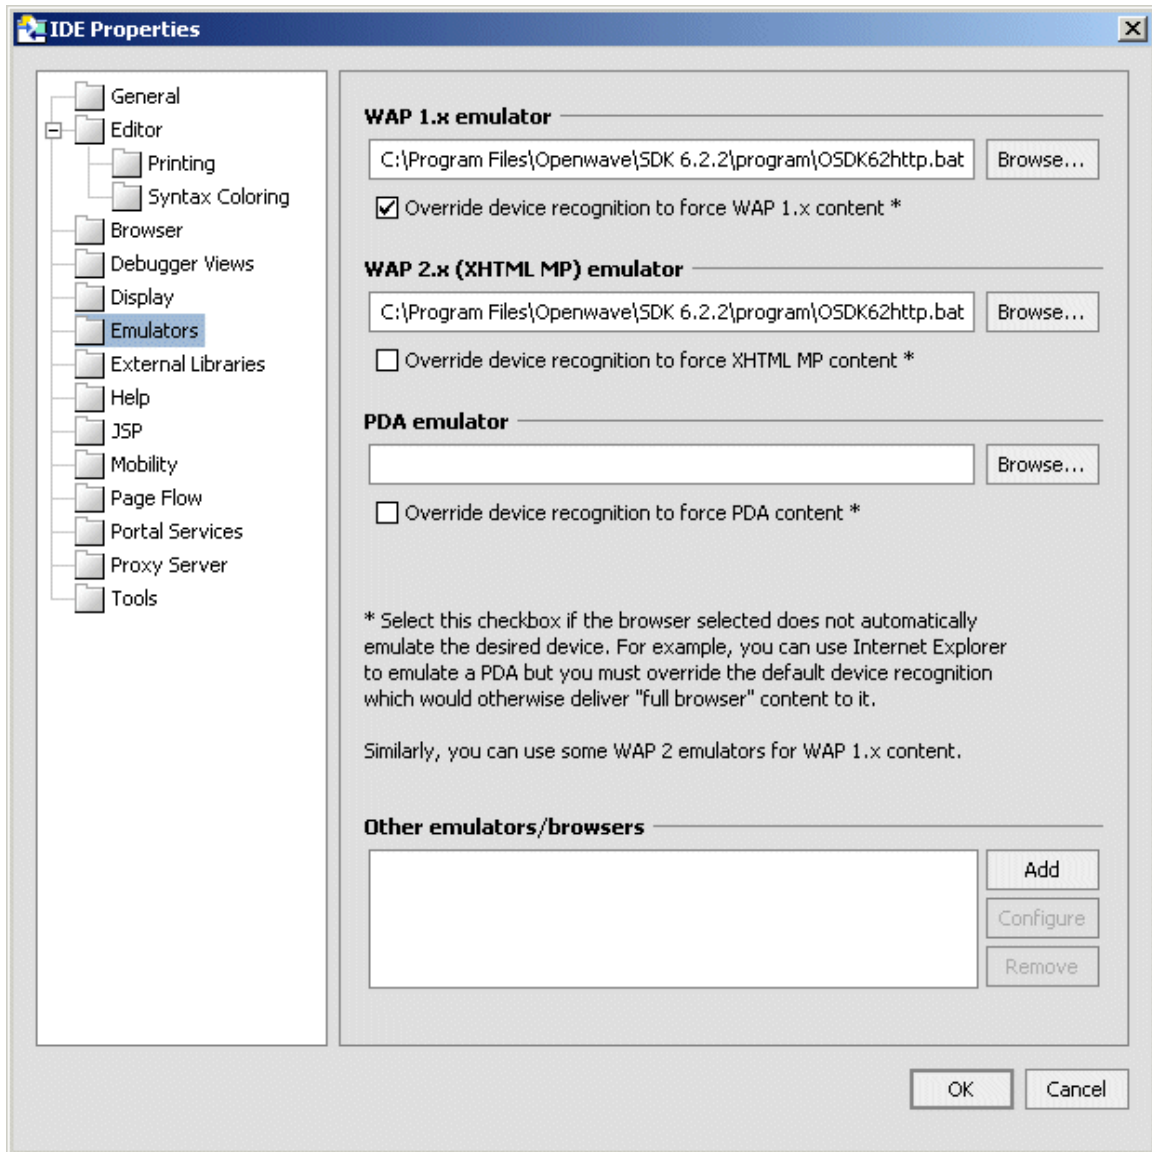 IDE Properties
General
Editor
Printing
Syntax Coloring
Browser
Debugger Views
Display
Emulators
External Libraries
Help
JSP
Mobility
Page Flow
Portal Services
Proxy Server
Tools
WAP 1.x emulator
C:\Program Files\Openwave\SDK 6.2.2\program\OSDK62http.bat
Browse...
Override device recognition to force WAP 1.x content *
WAP 2.x (XHTML MP) emulator
C:\Program Files\Openwave\SDK 6.2.2\program\OSDK62http.bat
Browse...
Override device recognition to force XHTML MP content *
PDA emulator
Browse...
Override device recognition to force PDA content *
* Select this checkbox if the browser selected does not automatically
emulate the desired device. For example, you can use Internet Explorer
to emulate a PDA but you must override the default device recognition
which would otherwise deliver "full browser" content to it.
Similarly, you can use some WAP 2 emulators for WAP 1.x content.
Other emulators/browsers
Add
Configure
Remove
OK
Cancel